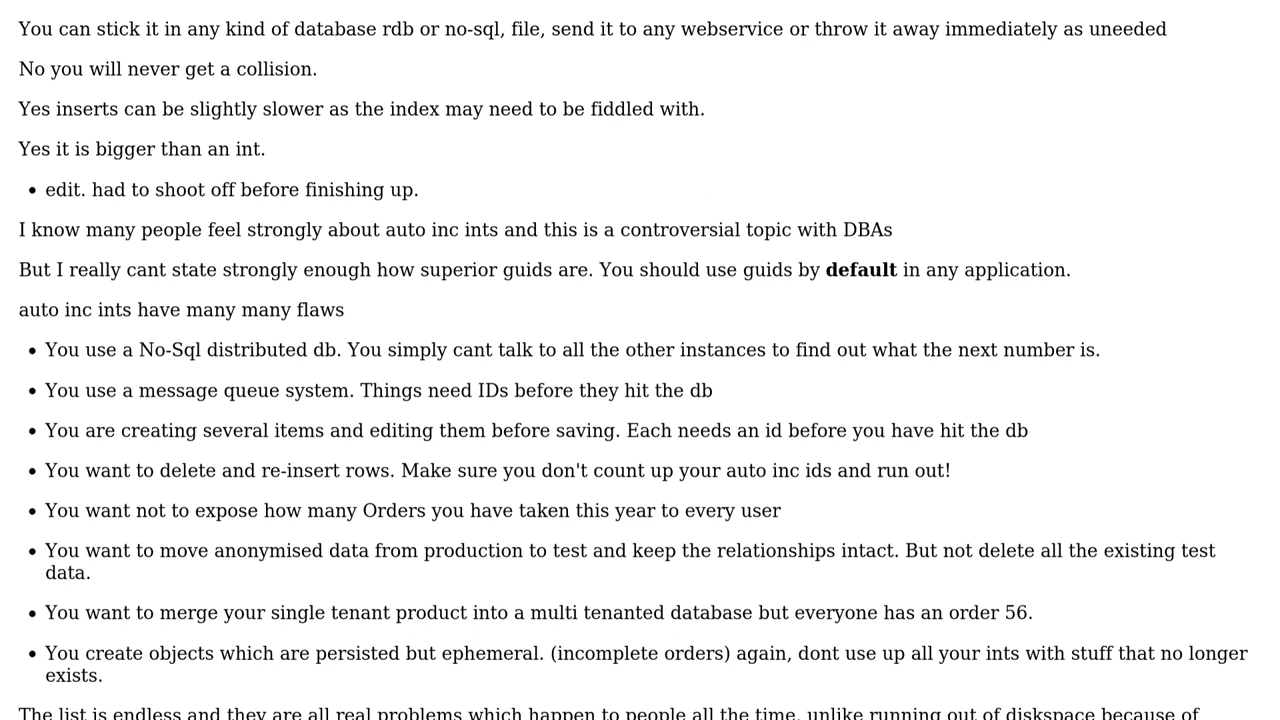 You can stick it in any kind of database rdb or no-sql, file, send it to any webservice or throw it away immediately as uneeded
No you will never get a collision.
Yes inserts can be slightly slower as the index may need to be fiddled with.
Yes it is bigger than an int.
• edit. had to shoot off before finishing up.
I know many people feel strongly about auto inc ints and this is a controversial topic with DBAs
But I really cant state strongly enough how superior guids are. You should use guids by default in any application.
auto inc ints have many many flaws
• You use a No-Sql distributed db. You simply cant talk to all the other instances to find out what the next number is.
• You use a message queue system. Things need IDs before they hit the db
• You are creating several items and editing them before saving. Each needs an id before you have hit the db
• You want to delete and re-insert rows. Make sure you don't count up your auto inc ids and run out!
• You want not to expose how many Orders you have taken this year to every user
• You want to move anonymised data from production to test and keep the relationships intact. But not delete all the existing test
data.
• You want to merge your single tenant product into a multi tenanted database but everyone has an order 56.
• You create objects which are persisted but ephemeral. (incomplete orders) again, dont use up all your ints with stuff that no longer
exists.
The list is endless and they are all real problems which happen to people all the time. unlike running out of diskspace because of